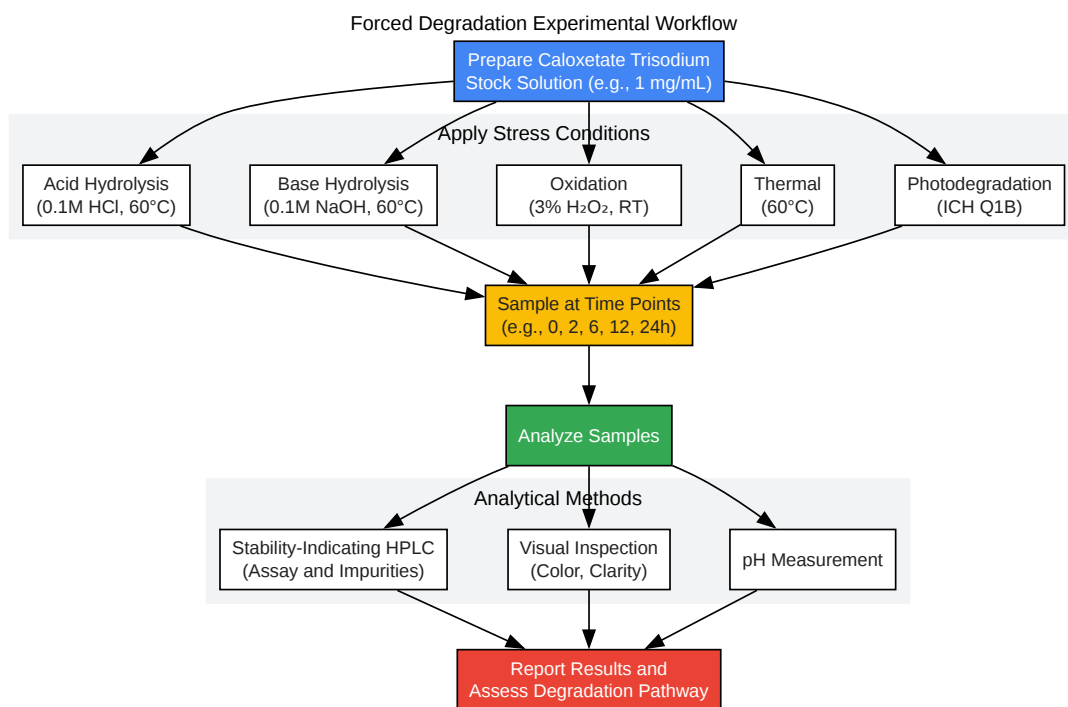 Forced Degradation Experimental Workflow
Prepare Caloxetate Trisodium
Stock Solution (e.g., 1 mg/mL)
Apply Stress Conditions
Acid Hydrolysis
(0.1M HCl, 60°C)
Base Hydrolysis
(0.1M NaOH, 60°C)
Oxidation
(3% H₂O₂, RT)
Thermal
(60°C)
Photodegradation
(ICH Q1B)
Sample at Time Points
(e.g., 0, 2, 6, 12, 24h)
Analyze Samples
Analytical Methods
Stability-Indicating HPLC
(Assay and Impurities)
Visual Inspection
(Color, Clarity)
pH Measurement
Report Results and
Assess Degradation Pathway